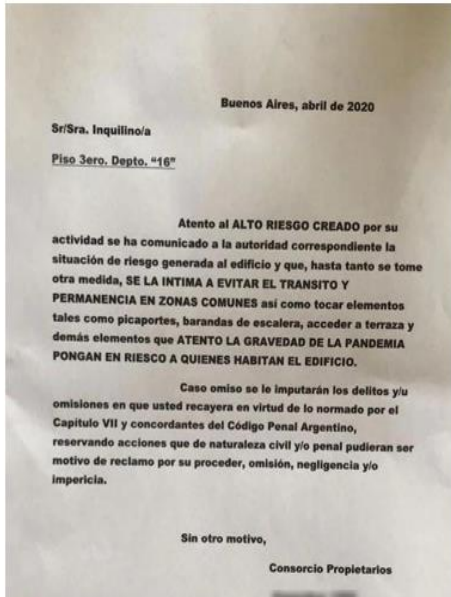 Buenos Aires, abril de 2020
Sr/Sra. Inquilino/a
Piso 3ero. Depto. "16"
Atento al ALTO RIESGO CREADO por su
actividad se ha comunicado a la autoridad correspondiente la
situación de riesgo generada al edificio y que, hasta tanto se tome
otra medida, SE LA INTIMA A EVITAR EL TRANSITO Y
PERMANENCIA EN ZONAS COMUNES así como tocar elementos
tales como picaportes, barandas de escalera, acceder a terraza y
demás elementos que ATENTO LA GRAVEDAD DE LA PANDEMIA
PONGAN EN RIESGO A QUIENES HABITAN EL EDIFICIO.
Caso omiso se le imputarán los delitos y/u
omisiones en que usted recayera en virtud de lo normado por el
Capítulo VII y concordantes del Código Penal Argentino,
reservando acciones que de naturaleza civil y/o penal pudieran ser
motivo de reclamo por su proceder, omisión, negligencia y/o
impericia.
Sin otro motivo,
Consorcio Propietarios